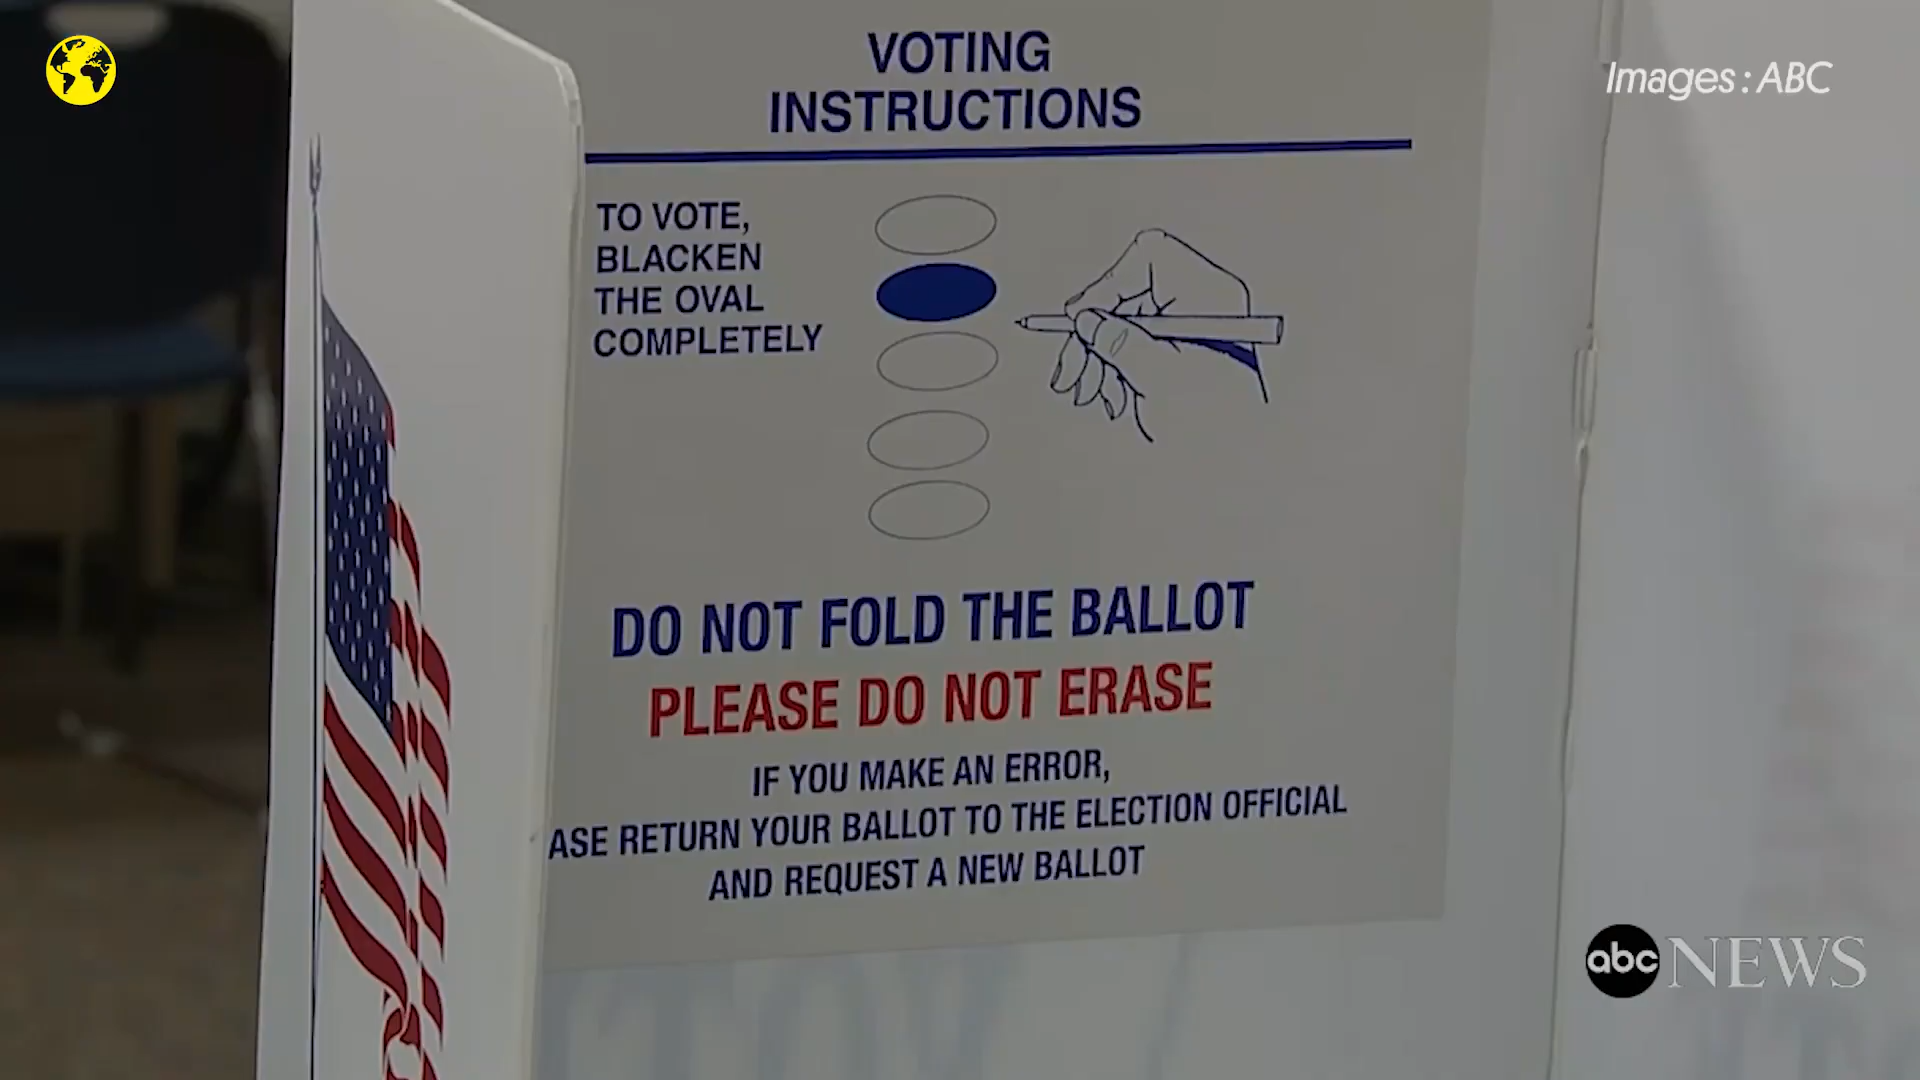 Images: ABC
VOTING
INSTRUCTIONS
TO VOTE,
BLACKEN
THE OVAL
COMPLETELY
DO NOT FOLD THE BALLOT
PLEASE DO NOT ERASE
IF YOU MAKE AN ERROR,
ASE RETURN YOUR BALLOT TO THE ELECTION OFFICIAL
AND REQUEST A NEW BALLOT
abc NEWS